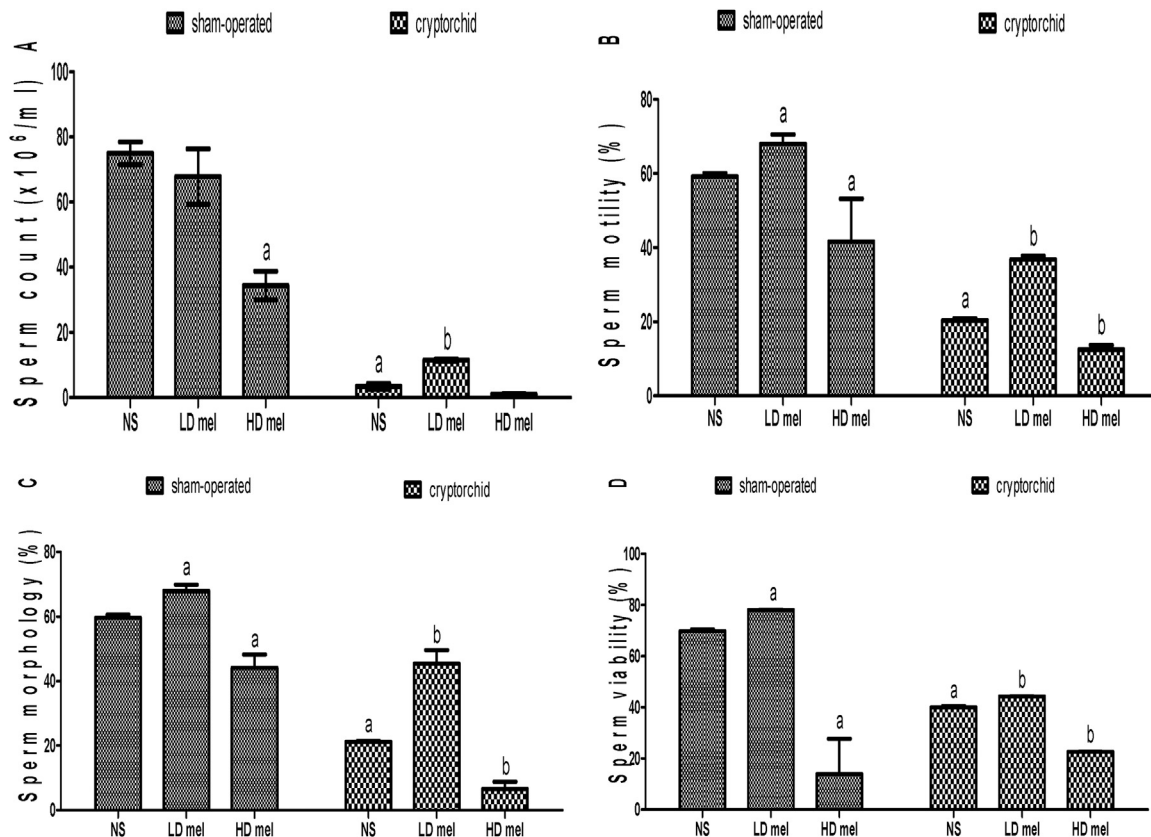 A
sham-operated
cryptorchid
Sperm count(x10⁶/ml)
100
80
60
40
20
0
a
a
b
NS
LD mel
HD mel
NS
LD mel
HD mel
B
sham-operated
cryptorchid
Sperm motility (%)
80
60
40
20
0
a
a
a
b
b
NS
LD mel
HD mel
NS
LD mel
HD mel
C
sham-operated
cryptorchid
Sperm morphology (%)
80
60
40
20
0
a
a
a
b
b
NS
LD mel
HD mel
NS
LD mel
HD mel
D
sham-operated
cryptorchid
Sperm viability (%)
100
80
60
40
20
0
a
a
a
b
b
NS
LD mel
HD mel
NS
LD mel
HD mel